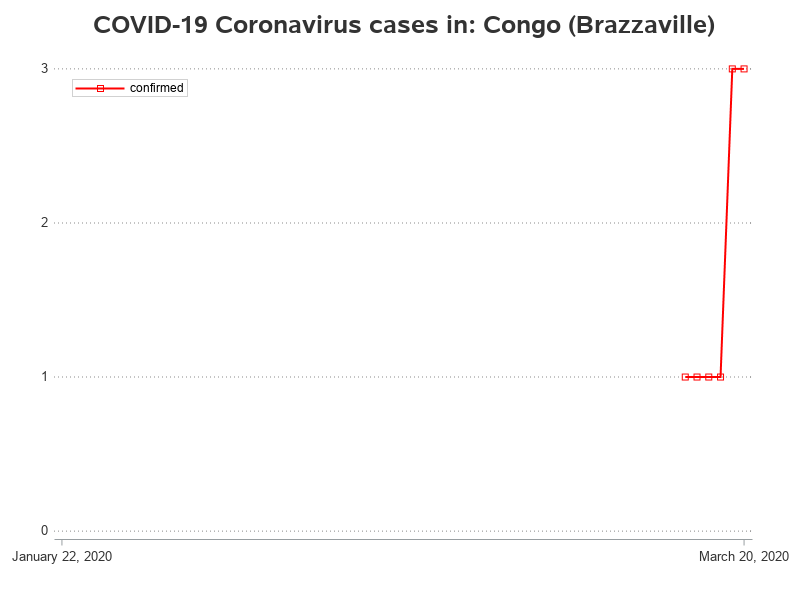 COVID-19 Coronavirus cases in: Congo (Brazzaville)
3
confirmed
2
1
0
January 22, 2020
March 20, 2020